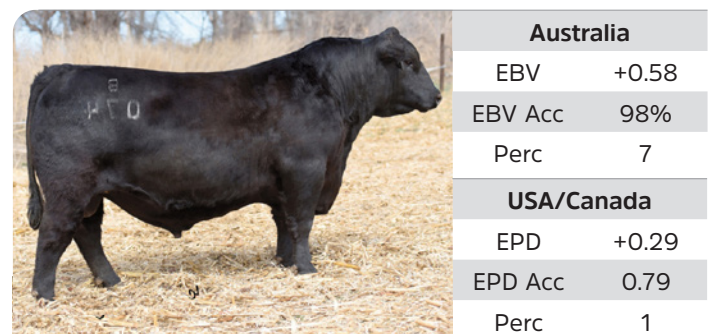 Australia
EBV +0.58
EBV Acc 98%
Perc 7
USA/Canada
EPD +0.29
EPD Acc 0.79
Perc 1